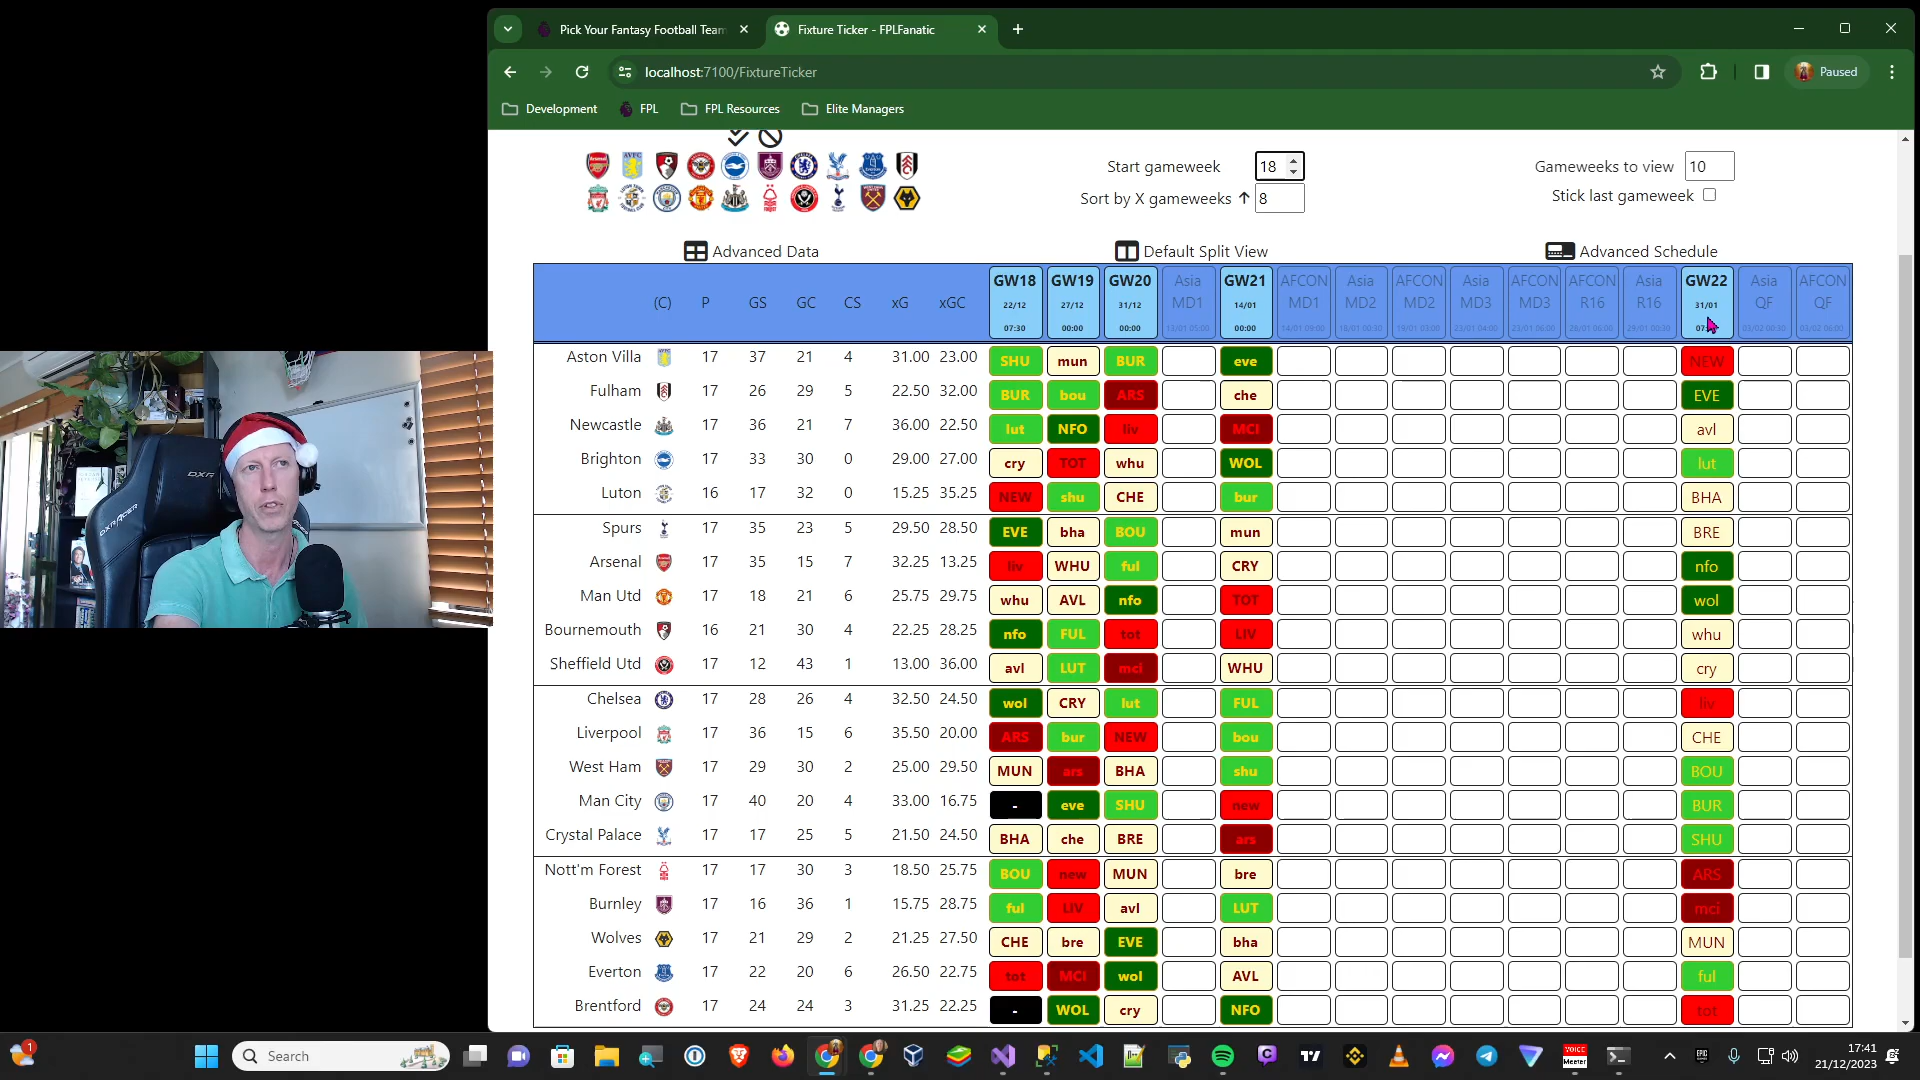 Pick Your Fantasy Football Team
Fixture Ticker - FPLFanatic
localhost:7100/FixtureTicker
Paused
Development
FPL
FPL Resources
Elite Managers
Start gameweek 18
Gameweeks to view 10
Sort by X gameweeks ↑ 8
Stick last gameweek
Advanced Data
Default Split View
Advanced Schedule
(C) P GS GC CS xG xGC GW18 GW19 GW20 Asia GW21 AFCON Asia AFCON Asia AFCON AFCON Asia GW22 Asia AFCON
22/12 27/12 31/12 MD1 14/01 MD1 MD2 MD2 MD3 MD3 R16 R16 31/01 QF QF
07:30 00:00 00:00 00:00
Aston Villa 17 37 21 4 31.00 23.00 SHU mun BUR eve NEW
Fulham 17 26 29 5 22.50 32.00 BUR bou ARS che EVE
Newcastle 17 36 21 7 36.00 22.50 lut NFO liv MCI avl
Brighton 17 33 30 0 29.00 27.00 cry TOT whu WOL lut
Luton 16 17 32 0 15.25 35.25 NEW shu CHE bur BHA
Spurs 17 35 23 5 29.50 28.50 EVE bha BOU mun BRE
Arsenal 17 35 15 7 32.25 13.25 liv WHU ful CRY nfo
Man Utd 17 18 21 6 25.75 29.75 whu AVL nfo TOT wol
Bournemouth 16 21 30 4 22.25 28.25 nfo FUL tot LIV whu
Sheffield Utd 17 12 43 1 13.00 36.00 avl LUT mci WHU cry
Chelsea 17 28 26 4 32.50 24.50 wol CRY lut FUL liv
Liverpool 17 36 15 6 35.50 20.00 ARS bur NEW bou CHE
West Ham 17 29 30 2 25.00 29.50 MUN ars BHA shu BOU
Man City 17 40 20 4 33.00 16.75 - eve SHU new BUR
Crystal Palace 17 17 25 5 21.50 24.50 BHA che BRE ars SHU
Nott'm Forest 17 17 30 3 18.50 25.75 BOU new MUN bre ARS
Burnley 17 16 36 1 15.75 28.75 ful LIV avl LUT mci
Wolves 17 21 29 2 21.25 27.50 CHE bre EVE bha MUN
Everton 17 22 20 6 26.50 22.75 tot MCI wol AVL ful
Brentford 17 24 24 3 31.25 22.25 - WOL cry NFO tot
DXR
DXRACER
1
Search
17:41
21/12/2023